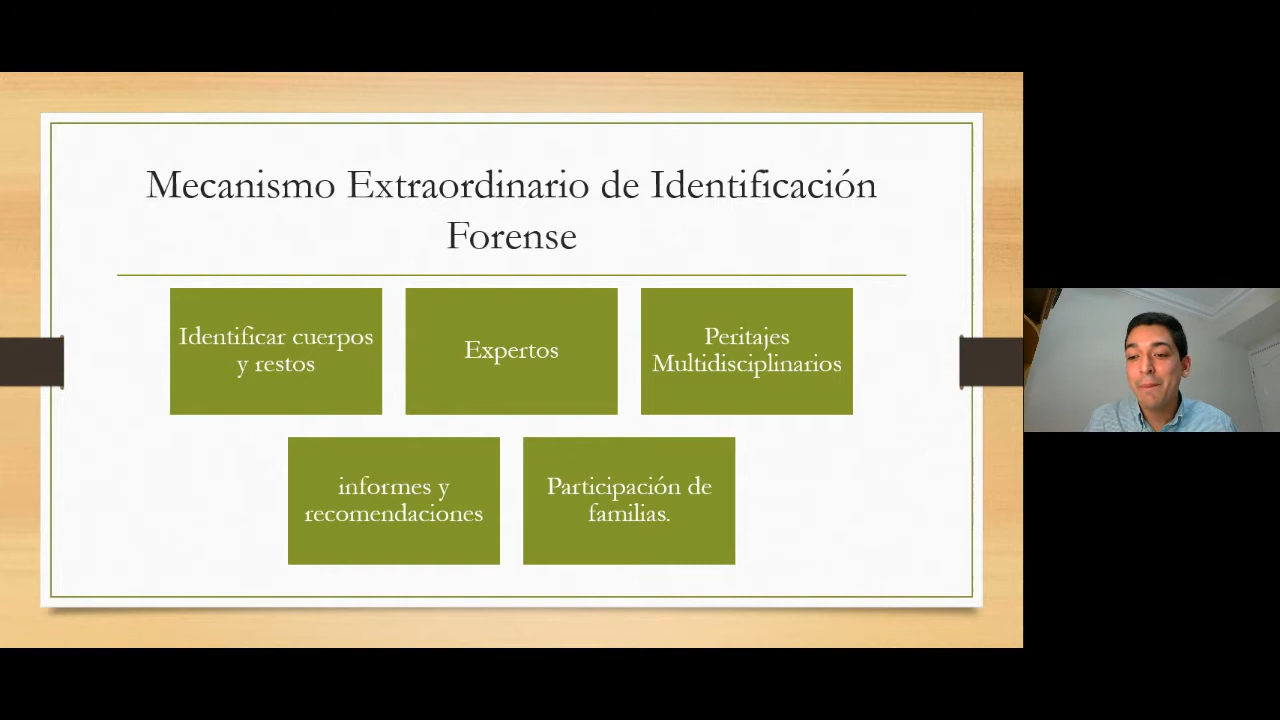 Mecanismo Extraordinario de Identificación
Forense
Identificar cuerpos
y restos
Expertos
Peritajes
Multidisciplinarios
informes y
recomendaciones
Participación de
familias.